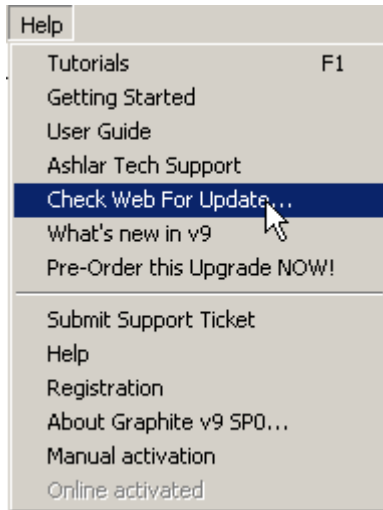 Help
Tutorials F1
Getting Started
User Guide
Ashlar Tech Support
Check Web For Update...
What's new in v9
Pre-Order this Upgrade NOW!
Submit Support Ticket
Help
Registration
About Graphite v9 SP0...
Manual activation
Online activated